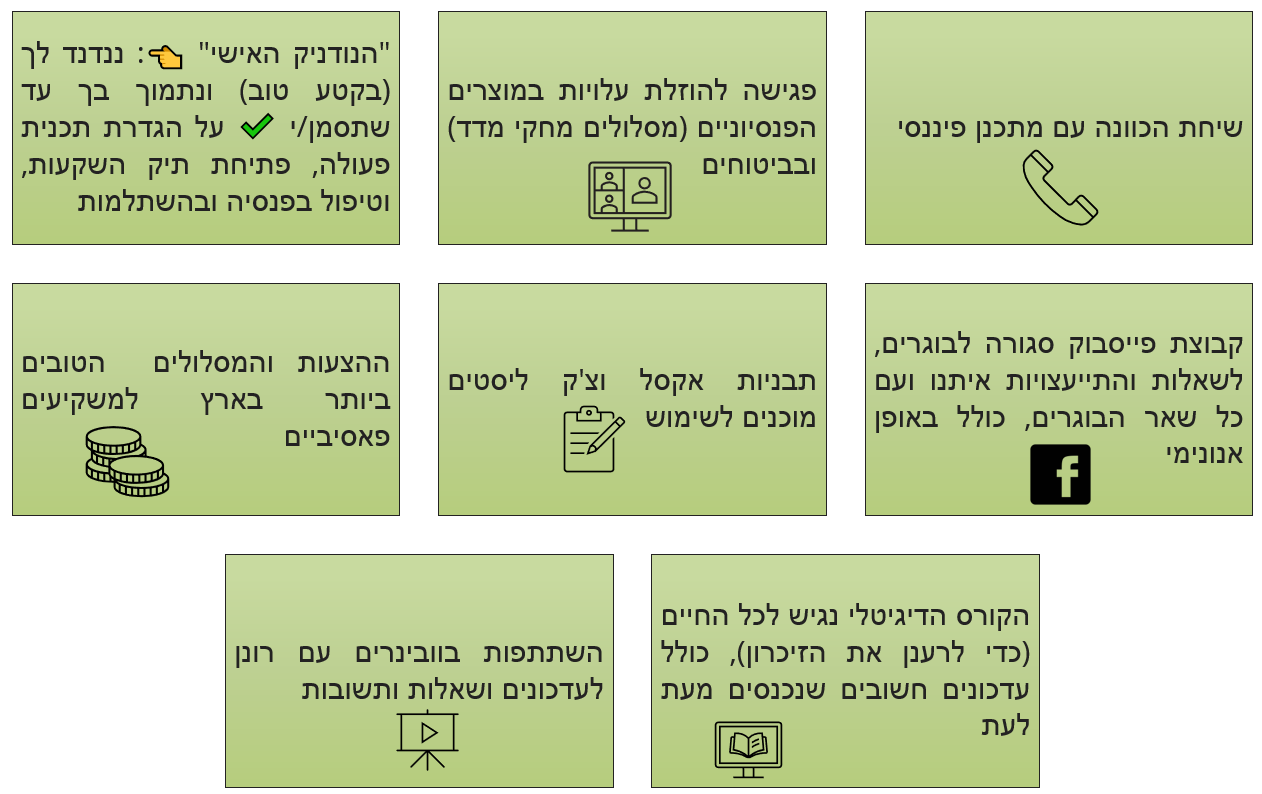 שיחת הכוונה עם מתכנן פיננסי
פגישה להוזלת עלויות במוצרים
הפנסיוניים (מסלולים מחקי מדד)
ובביטוחים
"הנודניק האישי" 👈: ננדנד לך
(בקטע טוב) ונתמוך בך עד
שתסמן/י ✔ על הגדרת תכנית
פעולה, פתיחת תיק השקעות,
וטיפול בפנסיה ובהשתלמות
קבוצת פייסבוק סגורה לבוגרים,
לשאלות והתייעצויות איתנו ועם
כל שאר הבוגרים, כולל באופן
אנונימי
תבניות אקסל וצ'ק ליסטים
מוכנים לשימוש
ההצעות והמסלולים הטובים
ביותר בארץ למשקיעים
פאסיביים
הקורס הדיגיטלי נגיש לכל החיים
(כדי לרענן את הזיכרון), כולל
עדכונים חשובים שנכנסים מעת
לעת
השתתפות בוובינרים עם רונן
לעדכונים ושאלות ותשובות